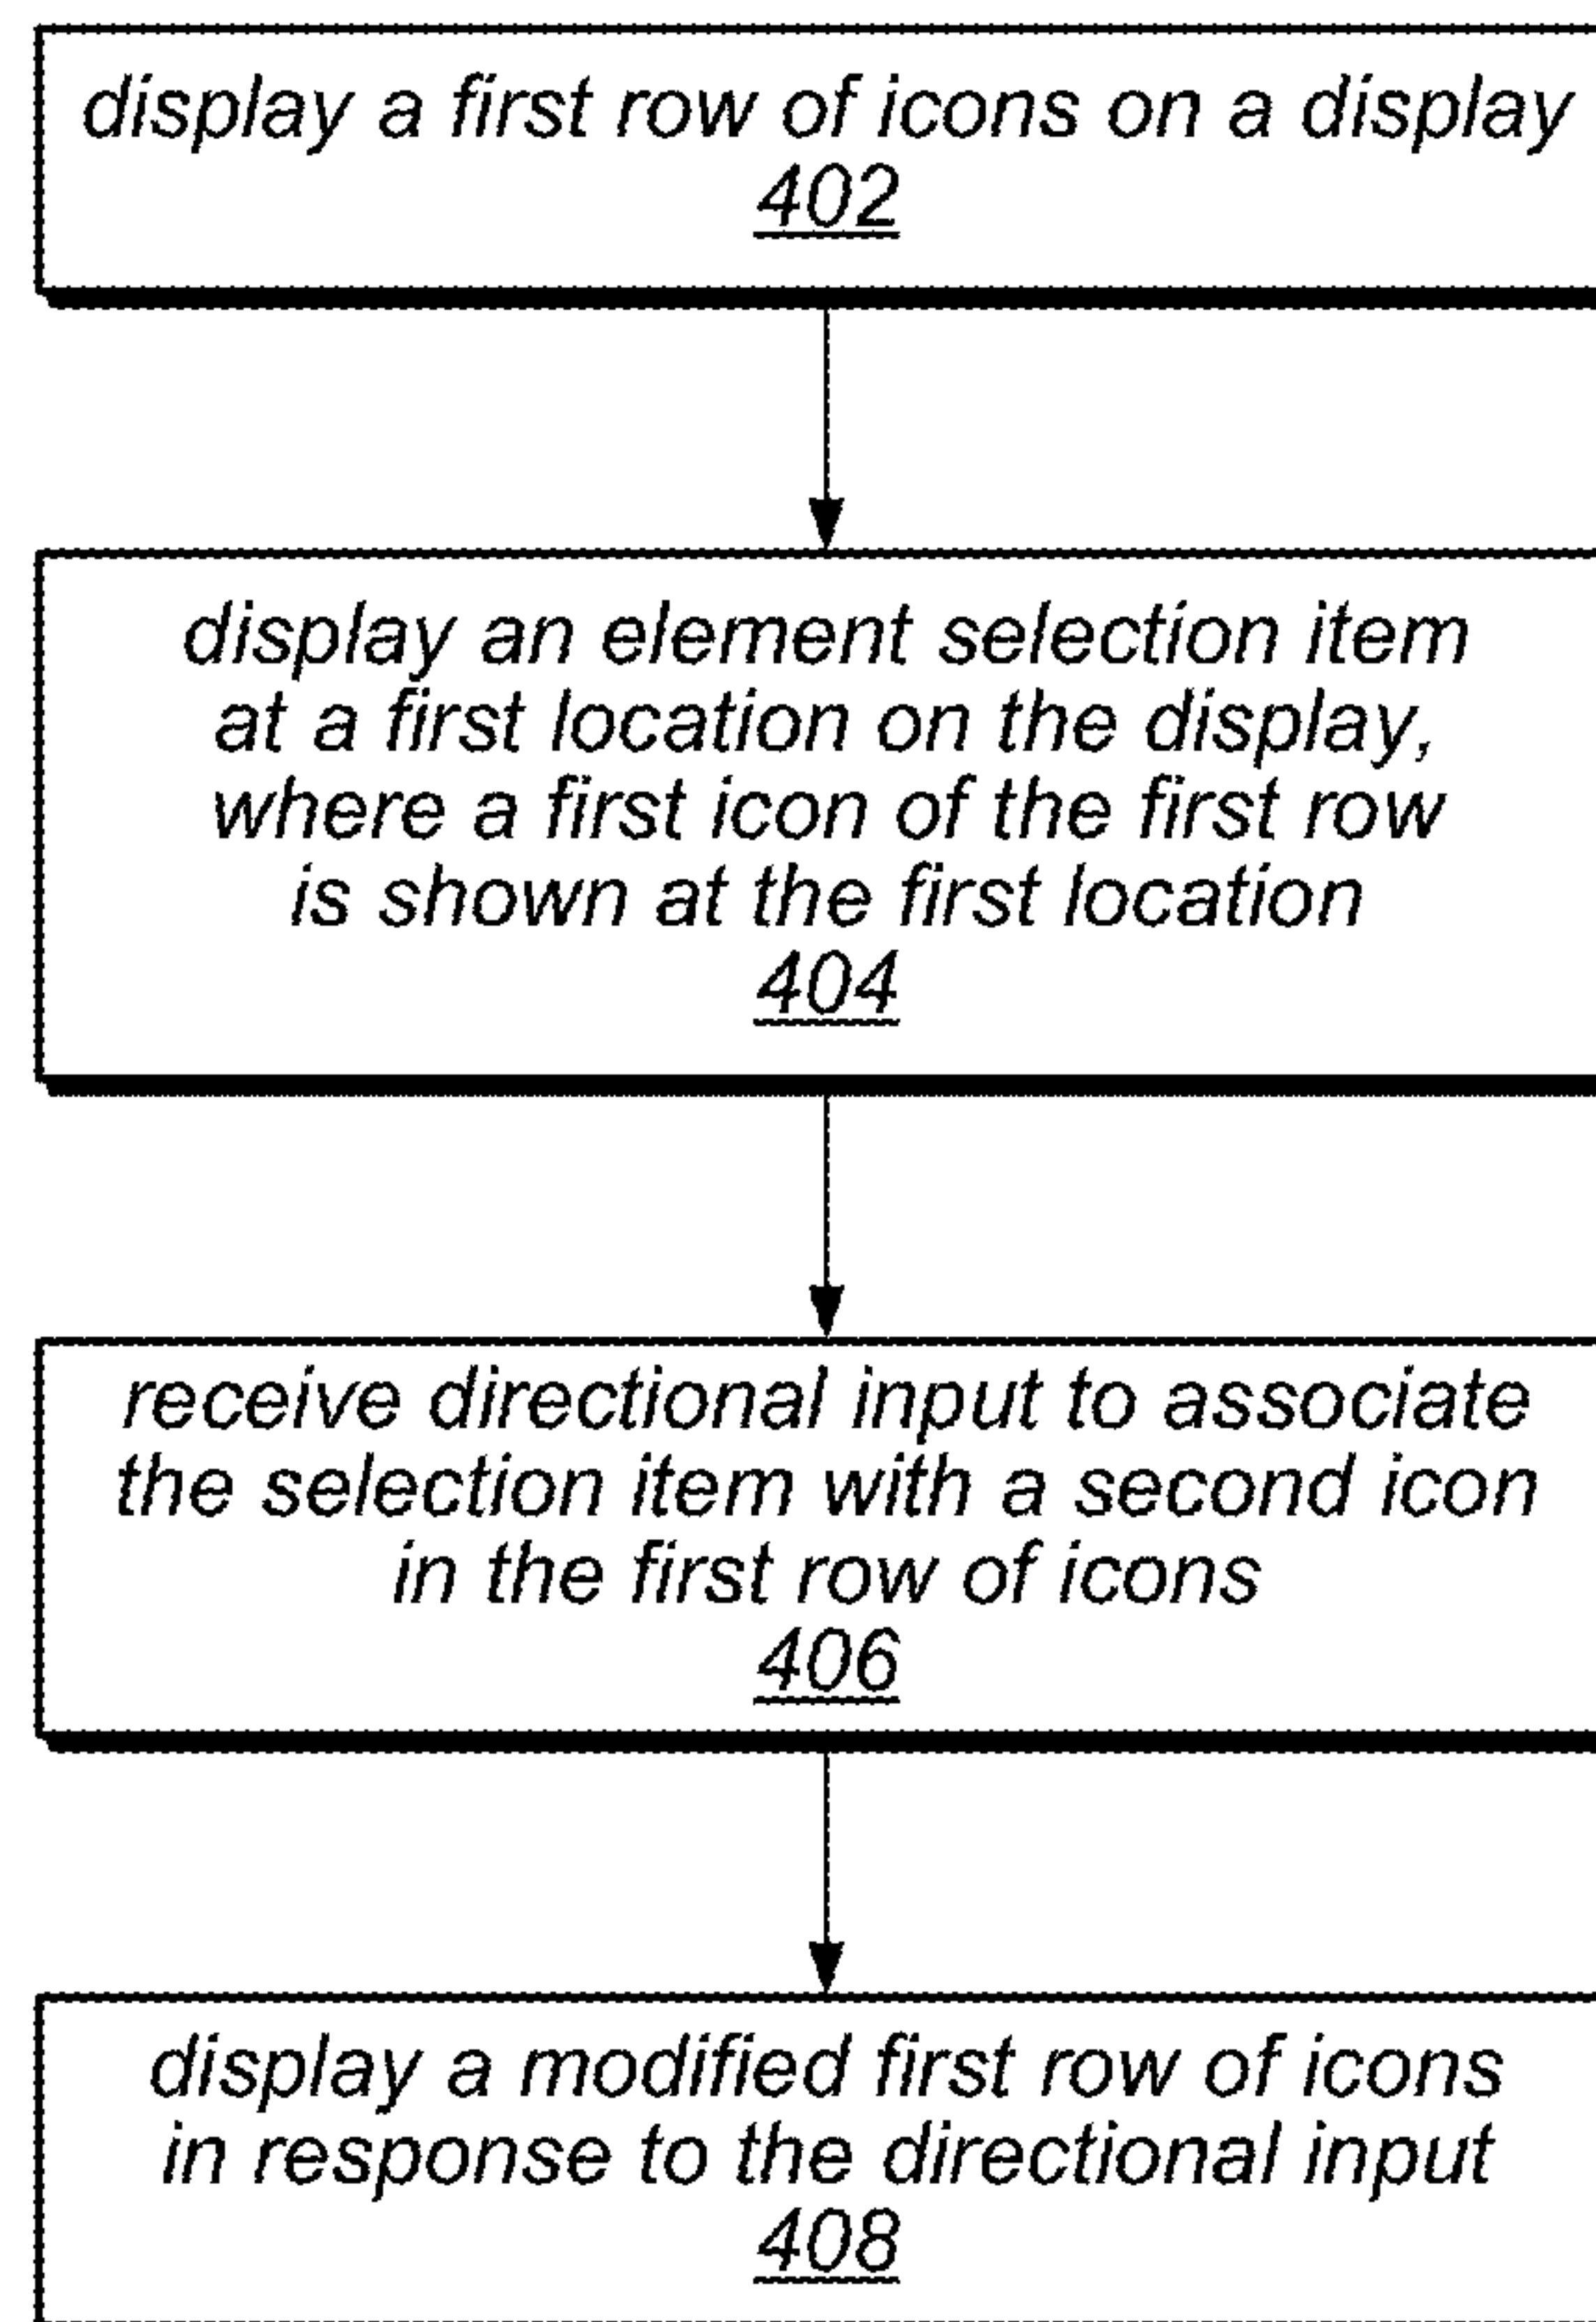 display a first row of icons on a display
402
display an element selection item
at a first location on the display,
where a first icon of the first row
is shown at the first location
404
receive directional input to associate
the selection item with a second icon
in the first row of icons
406
display a modified first row of icons
in response to the directional input
408